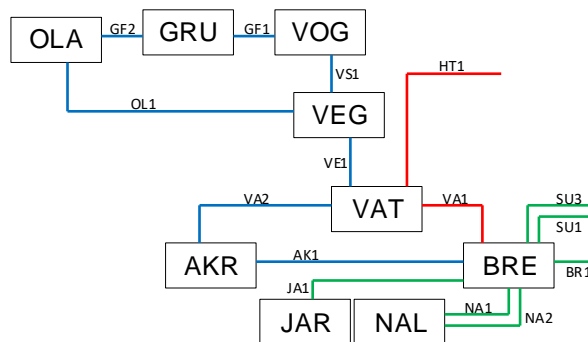 GF2
GF1
OLA
GRU
VOG
HT1
VS1
OL1
VEG
VE1
VA2
VA1
SU3
VAT
SU1
AK1
AKR
BRE
BR1
JA1
NA1
NA2
JAR
NAL